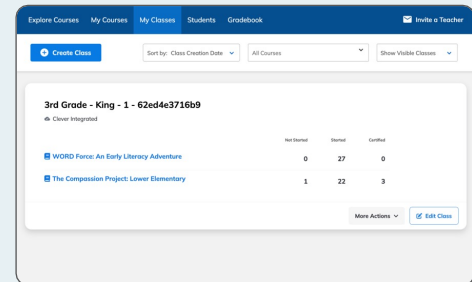 Explore Courses My Courses My Classes Students Gradebook Invite a Teacher
Create Class Sort by: Class Creation Date All Courses Show Visible Classes
3rd Grade - King - 1 - 62ed4e3716b9
Clever Integrated
Not Started Started Certified
WORD Force: An Early Literacy Adventure 0 27 0
The Compassion Project: Lower Elementary 1 22 3
More Actions Edit Class